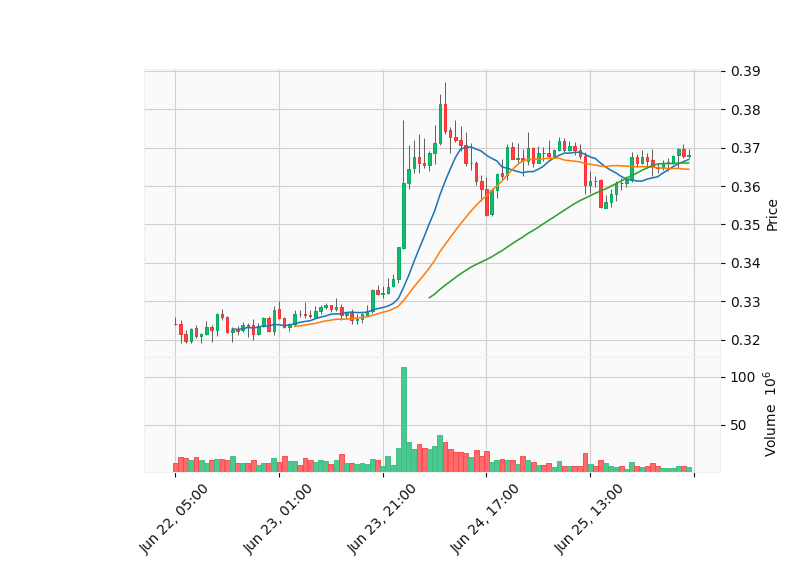 0.39
0.38
0.37
0.36
0.35
0.34
0.33
0.32
Price
100
50
Volume 10^6
Jun 22, 05:00
Jun 23, 01:00
Jun 23, 21:00
Jun 24, 17:00
Jun 25, 13:00